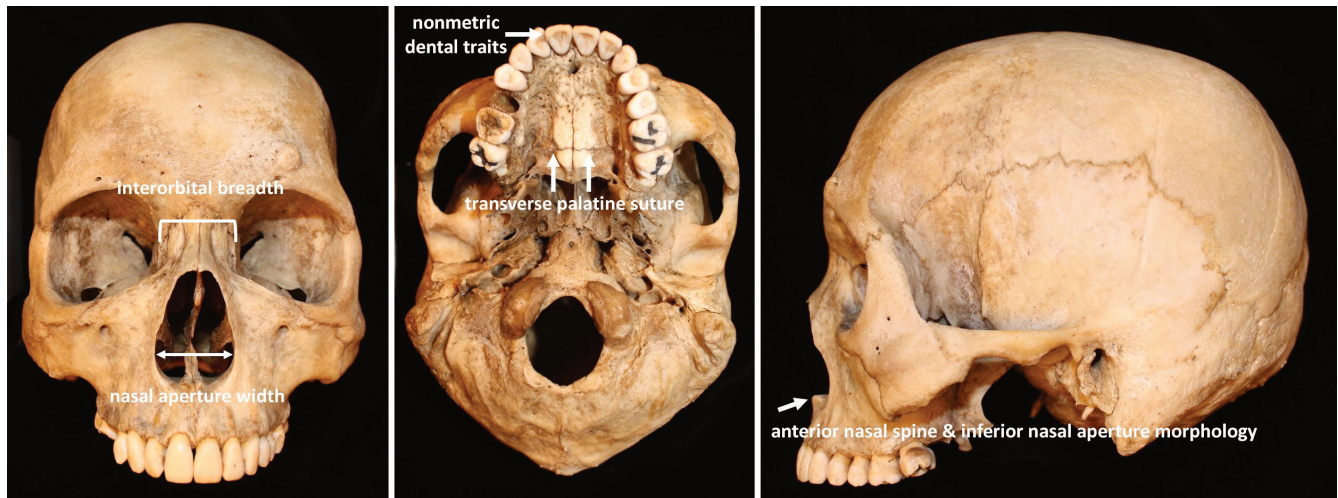 Interorbital breadth
nasal aperture width
nonmetric
dental traits
transverse palatine suture
anterior nasal spine & inferior nasal aperture morphology